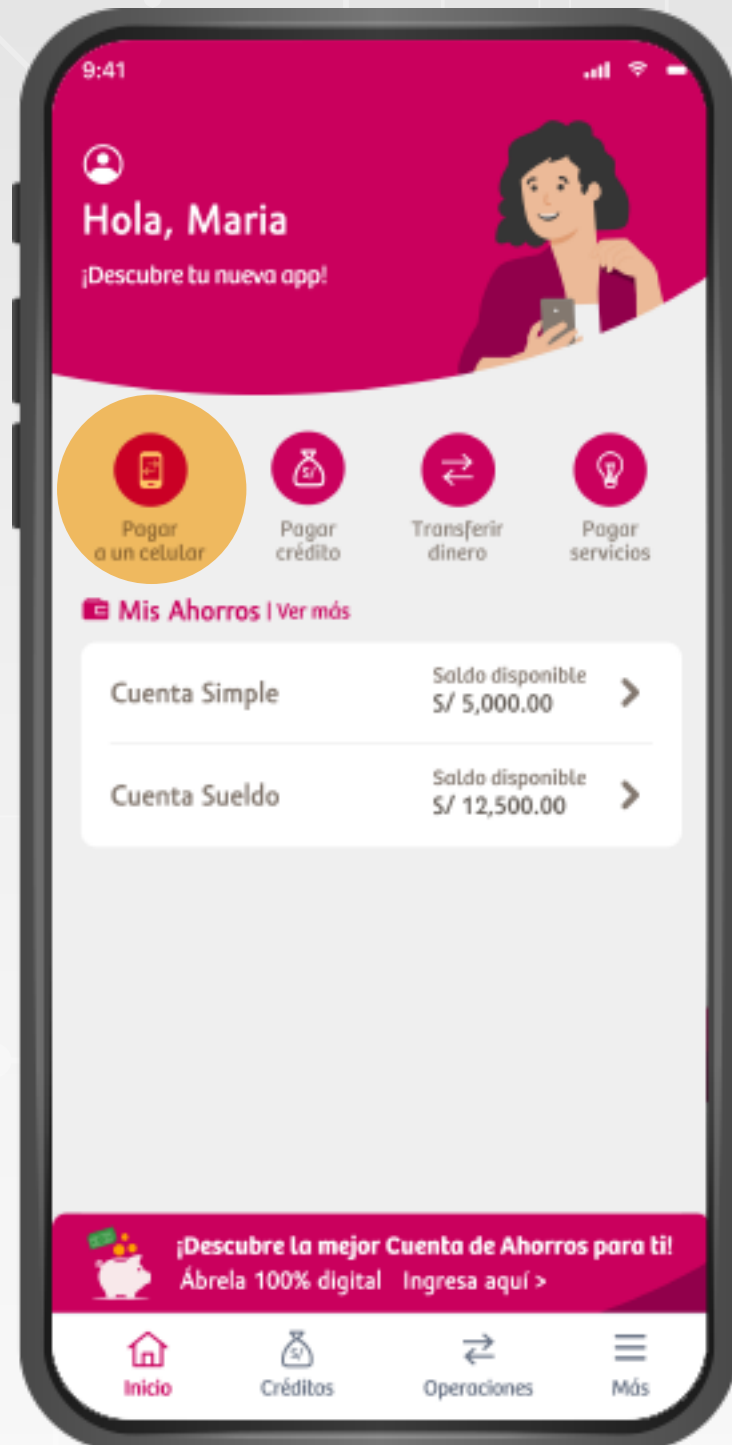 9:41
Hola, Maria
¡Descubre tu nueva app!
Pagar
a un celular
Pagar
crédito
Transferir
dinero
Pagar
servicios
Mis Ahorros | Ver más
Cuenta Simple
Saldo disponible
S/ 5,000.00
Cuenta Sueldo
Saldo disponible
S/ 12,500.00
¡Descubre la mejor Cuenta de Ahorros para ti!
Ábrela 100% digital Ingresa aquí >
S/
S/
Inicio
Créditos
Operaciones
Más